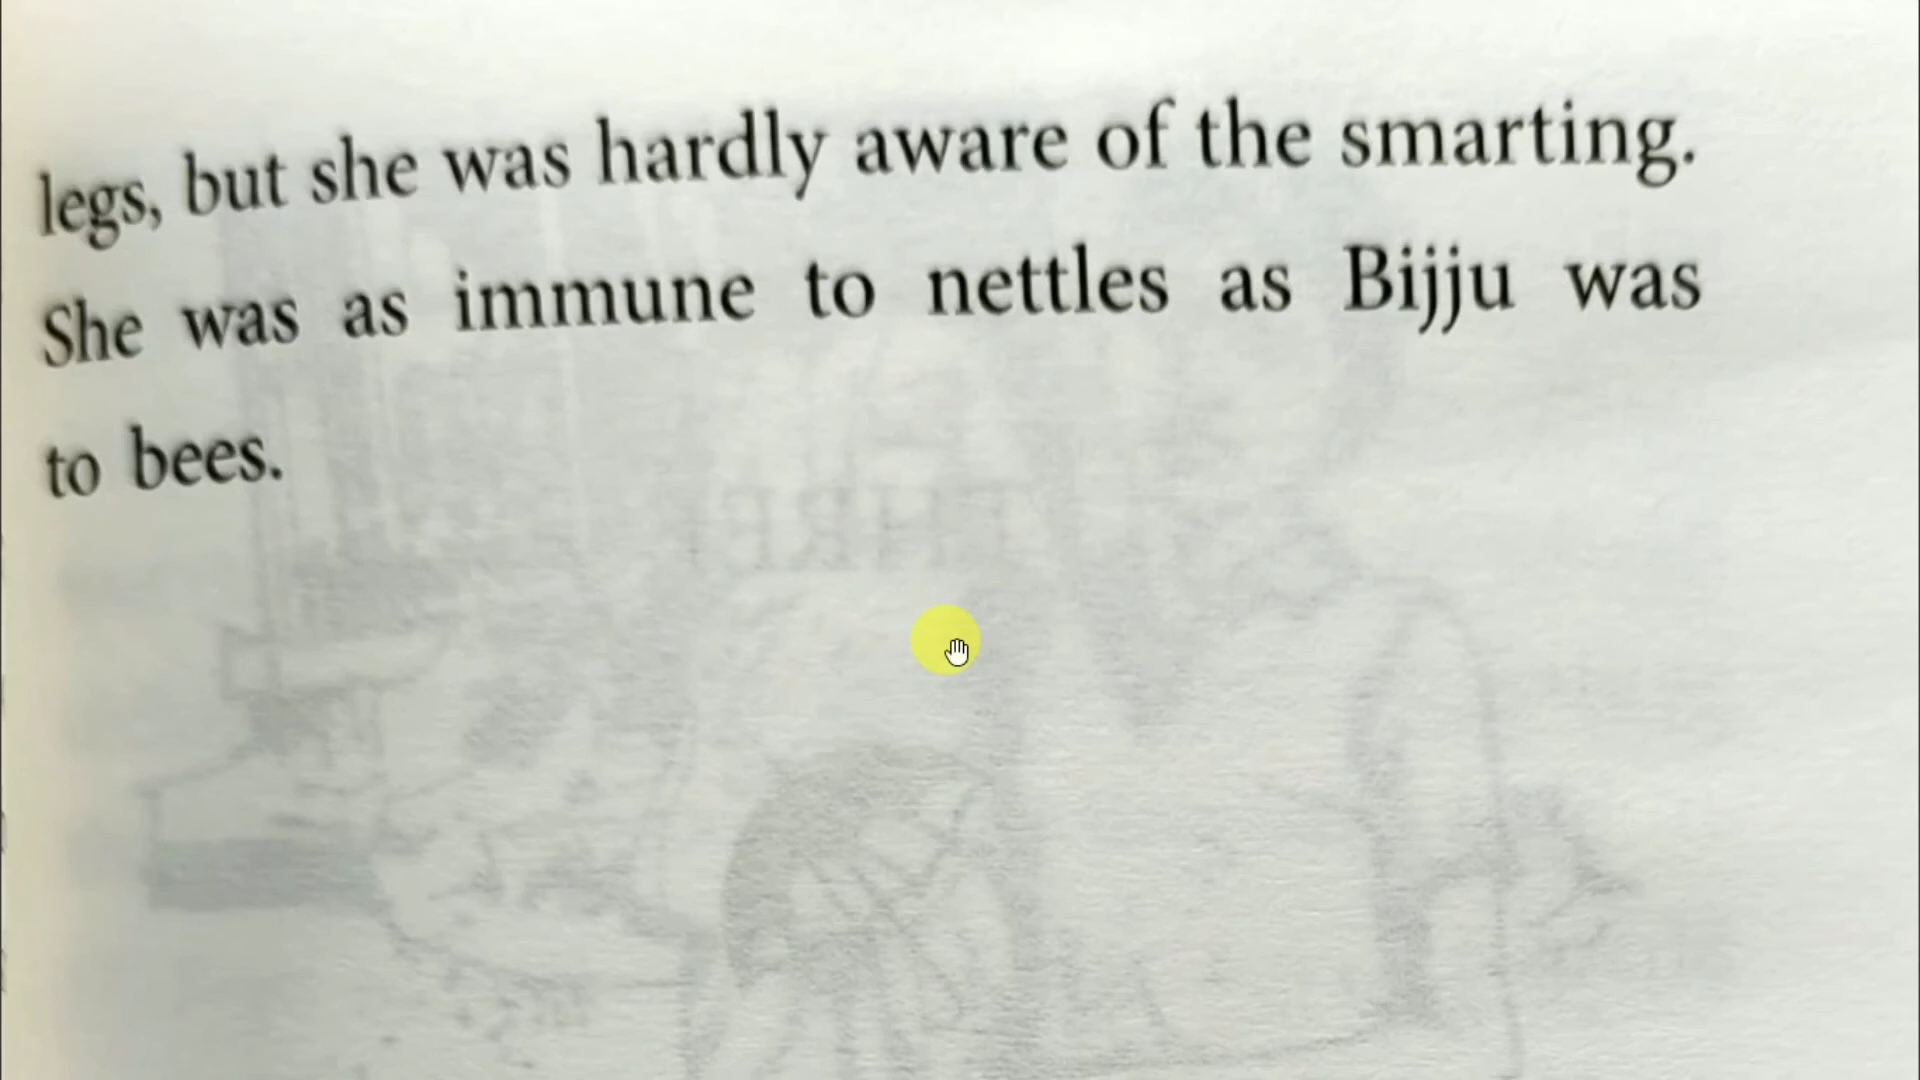 legs, but she was hardly aware of the smarting.
She was as immune to nettles as Bijju was
to bees.
THREE